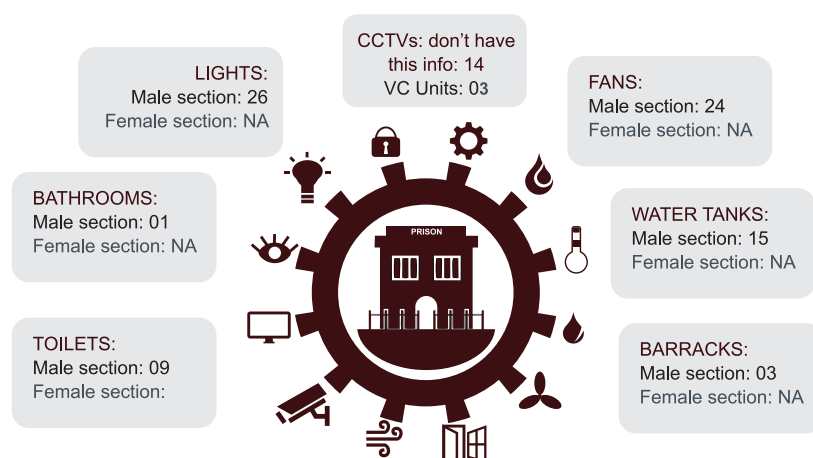 CCTVs: don't have
this info: 14
VC Units: 03
LIGHTS:
Male section: 26
Female section: NA
FANS:
Male section: 24
Female section: NA
BATHROOMS:
Male section: 01
Female section: NA
WATER TANKS:
Male section: 15
Female section: NA
PRISON
TOILETS:
Male section: 09
Female section:
BARRACKS:
Male section: 03
Female section: NA